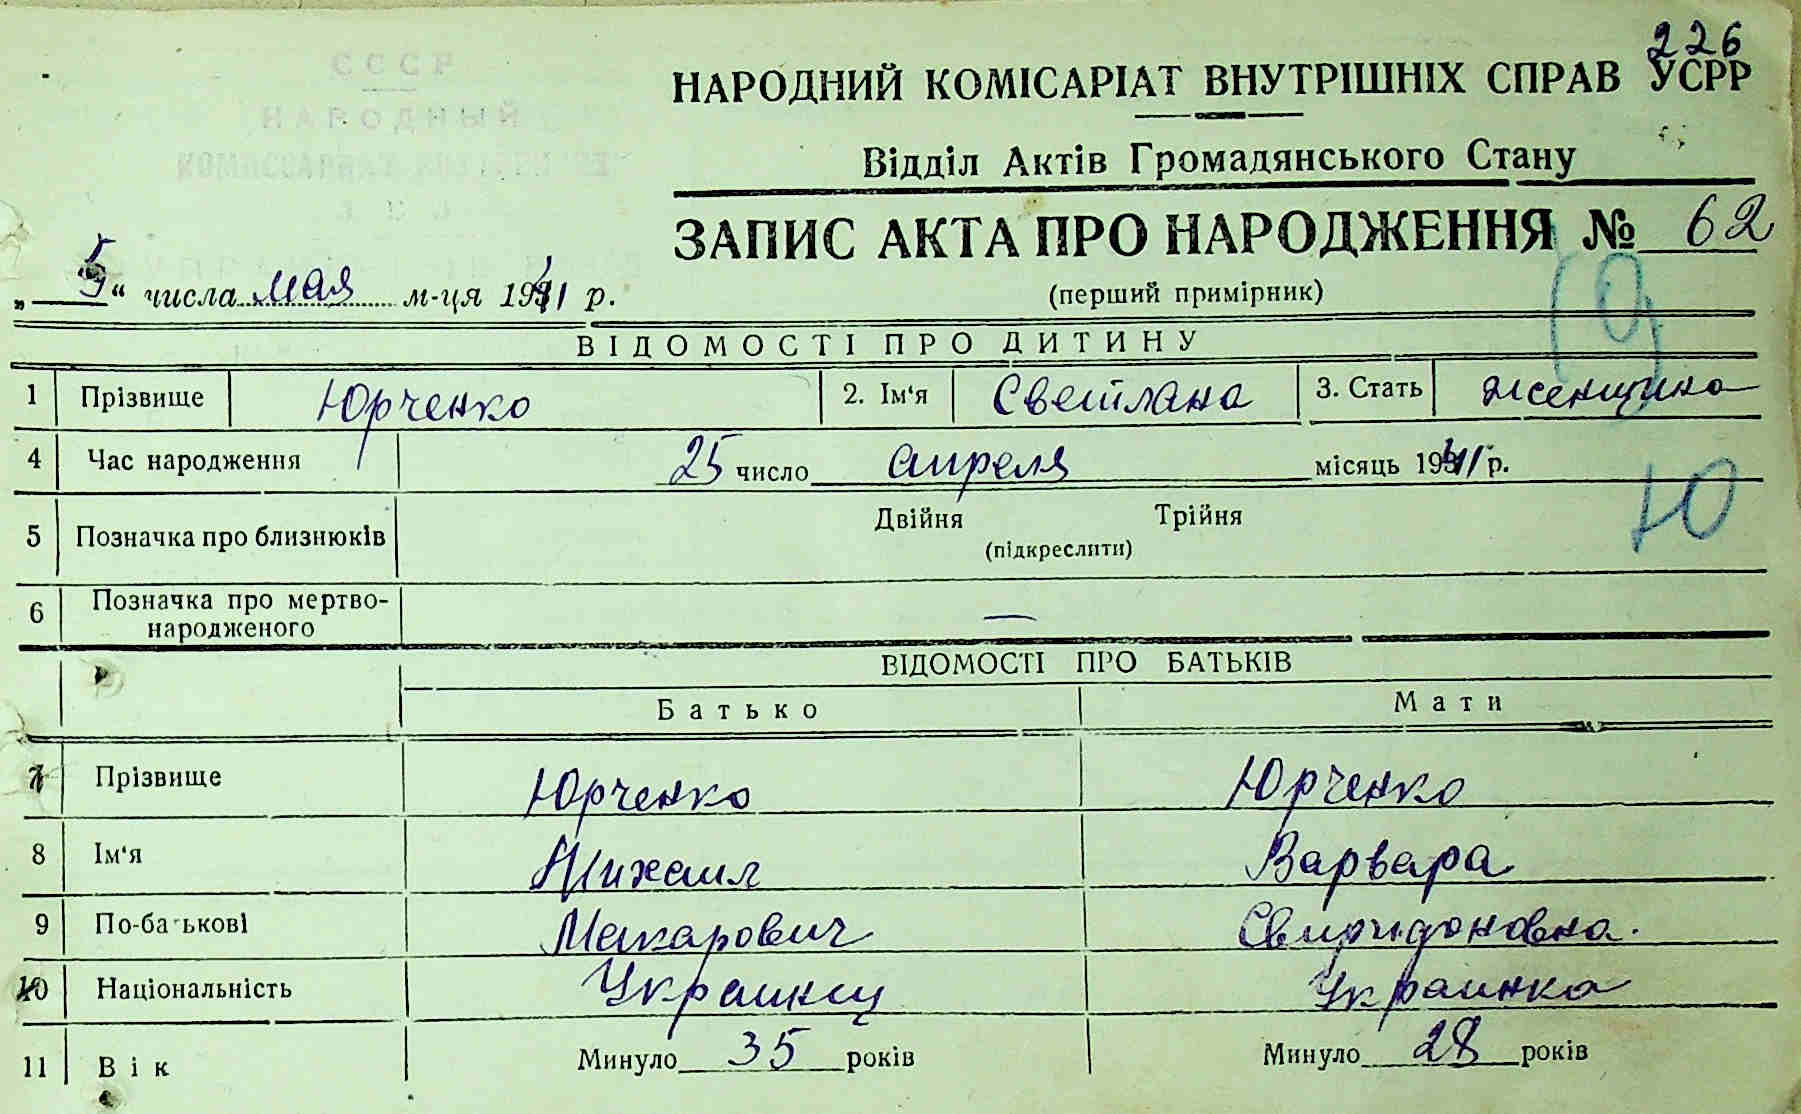 226
НАРОДНИЙ КОМІСАРІАТ ВНУТРІШНІХ СПРАВ УСРР
Відділ Актів Громадянського Стану
ЗАПИС АКТА ПРО НАРОДЖЕННЯ № 62
„ 5 “ числа мая м-ця 1941 р.
(перший примірник)
ВІДОМОСТІ ПРО ДИТИНУ
1 Прізвище Юрченко 2. Ім‘я Светлана 3. Стать женщина
4 Час народження 25 число апреля місяць 1941 р.
Ю
5 Позначка про близнюків Двійня Трійня
(підкреслити)
6 Позначка про мертво-
народженого —
ВІДОМОСТІ ПРО БАТЬКІВ
Батько Мати
7 Прізвище Юрченко Юрченко
8 Ім‘я Михаил Варвара
9 По-батькові Макарович Свиридоновна.
10 Національність Украинец Украинка
11 Вік Минуло 35 років Минуло 28 років